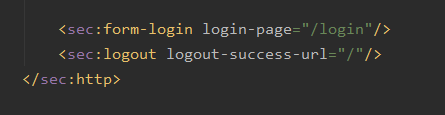 <sec:form-login login-page="/login"/>
<sec:logout logout-success-url="/"/>
</sec:http>